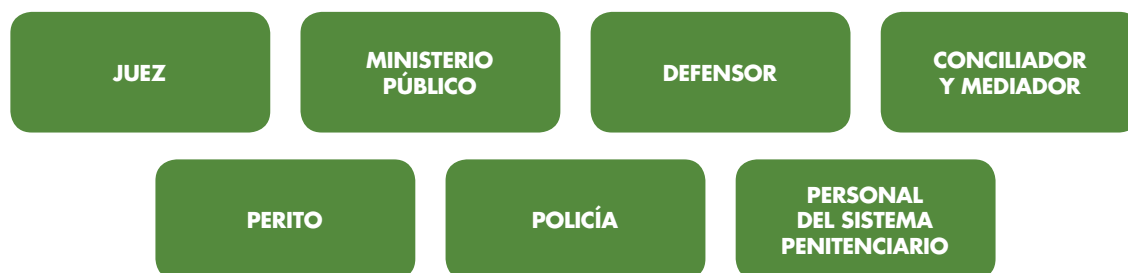 JUEZ
MINISTERIO
PÚBLICO
DEFENSOR
CONCILIADOR
Y MEDIADOR
PERITO
POLICÍA
PERSONAL
DEL SISTEMA
PENITENCIARIO